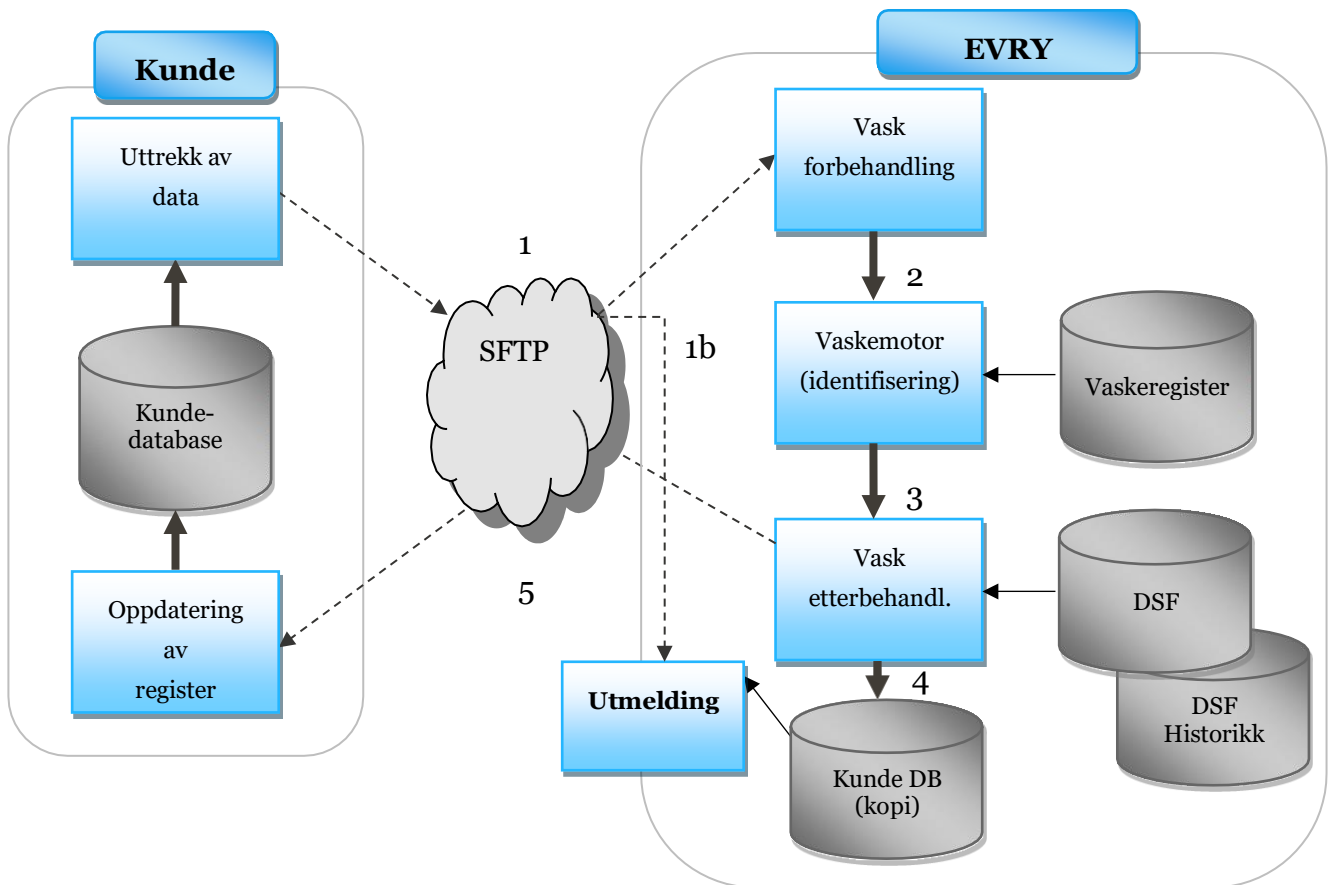 Kunde
EVRY
Uttrekk av
data
Kunde-
database
Oppdatering
av
register
1
SFTP
1b
5
Vask
forbehandling
2
Vaskemotor
(identifisering)
Vaskeregister
3
Vask
etterbehandl.
DSF
DSF
Historikk
4
Utmelding
Kunde DB
(kopi)